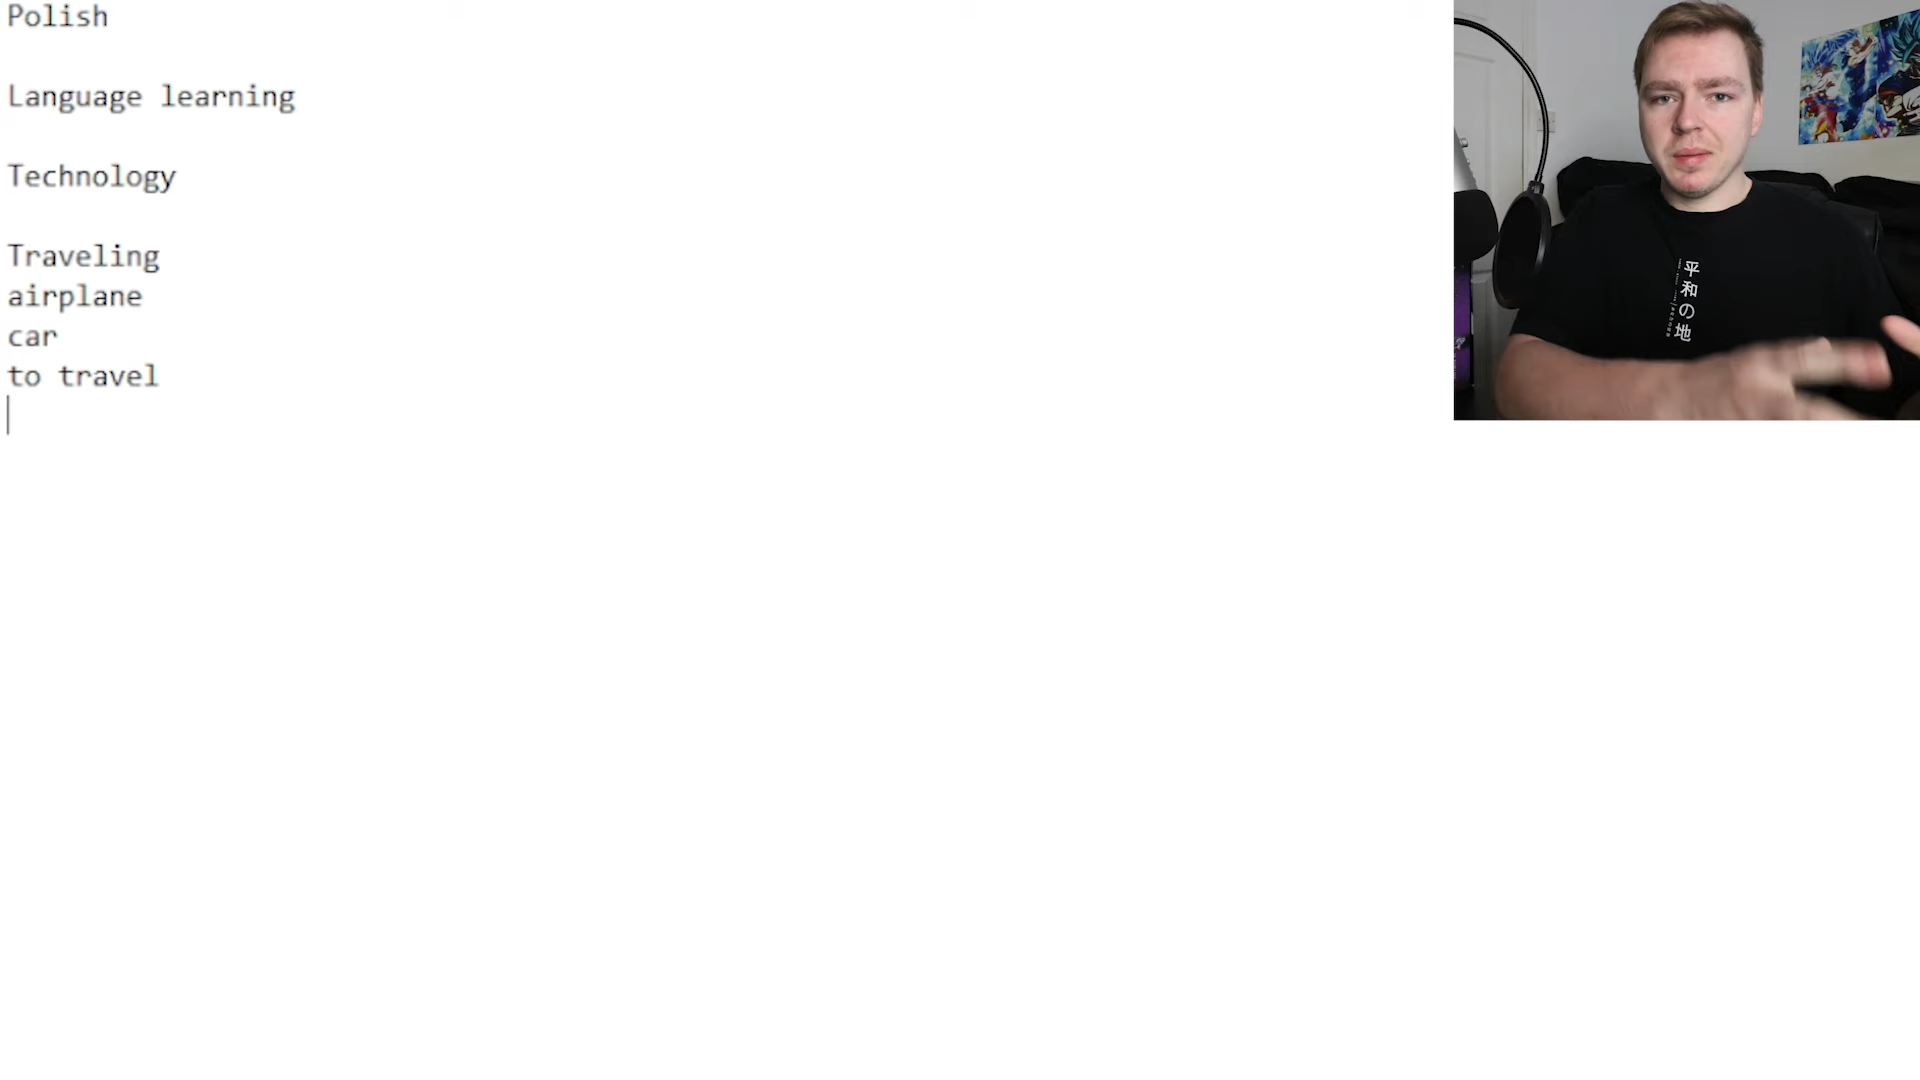 Polish
Language learning
Technology
Traveling
airplane
car
to travel
平和の地